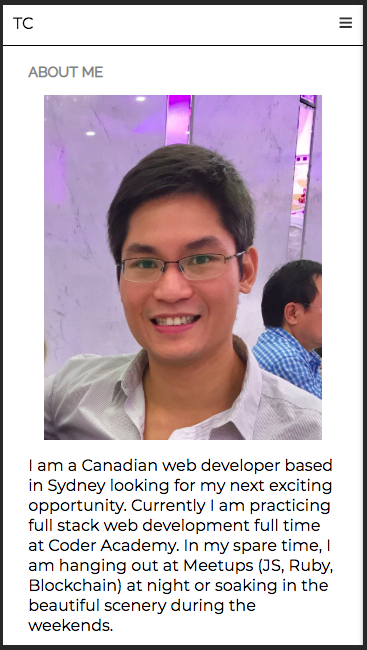 TC
ABOUT ME
I am a Canadian web developer based
in Sydney looking for my next exciting
opportunity. Currently I am practicing
full stack web development full time
at Coder Academy. In my spare time, I
am hanging out at Meetups (JS, Ruby,
Blockchain) at night or soaking in the
beautiful scenery during the
weekends.